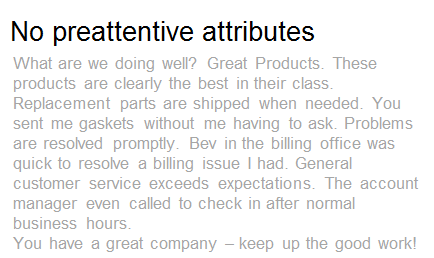 No preattentive attributes
What are we doing well? Great Products. These
products are clearly the best in their class.
Replacement parts are shipped when needed. You
sent me gaskets without me having to ask. Problems
are resolved promptly. Bev in the billing office was
quick to resolve a billing issue I had. General
customer service exceeds expectations. The account
manager even called to check in after normal
business hours.
You have a great company – keep up the good work!